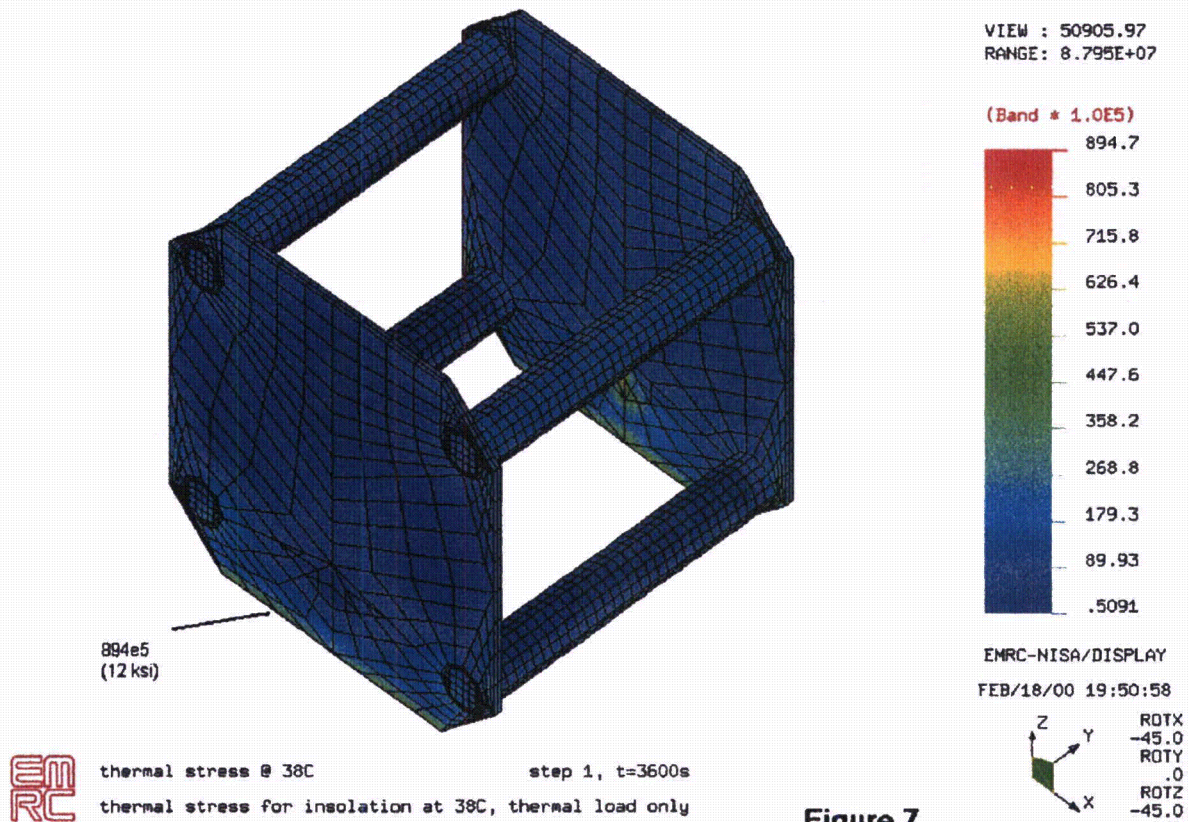 VIEW : 50905.97
RANGE: 8.795E+07
(Band * 1.0E5)
894.7
805.3
715.8
626.4
537.0
447.6
358.2
268.8
179.3
89.93
.5091
894e5
(12 ksi)
EMRC-NISA/DISPLAY
FEB/18/00 19:50:58
Z
Y
X
ROTX
-45.0
ROTY
.0
ROTZ
-45.0
EMRC
thermal stress @ 38C step 1, t=3600s
thermal stress for insolation at 38C, thermal load only
Figure 7